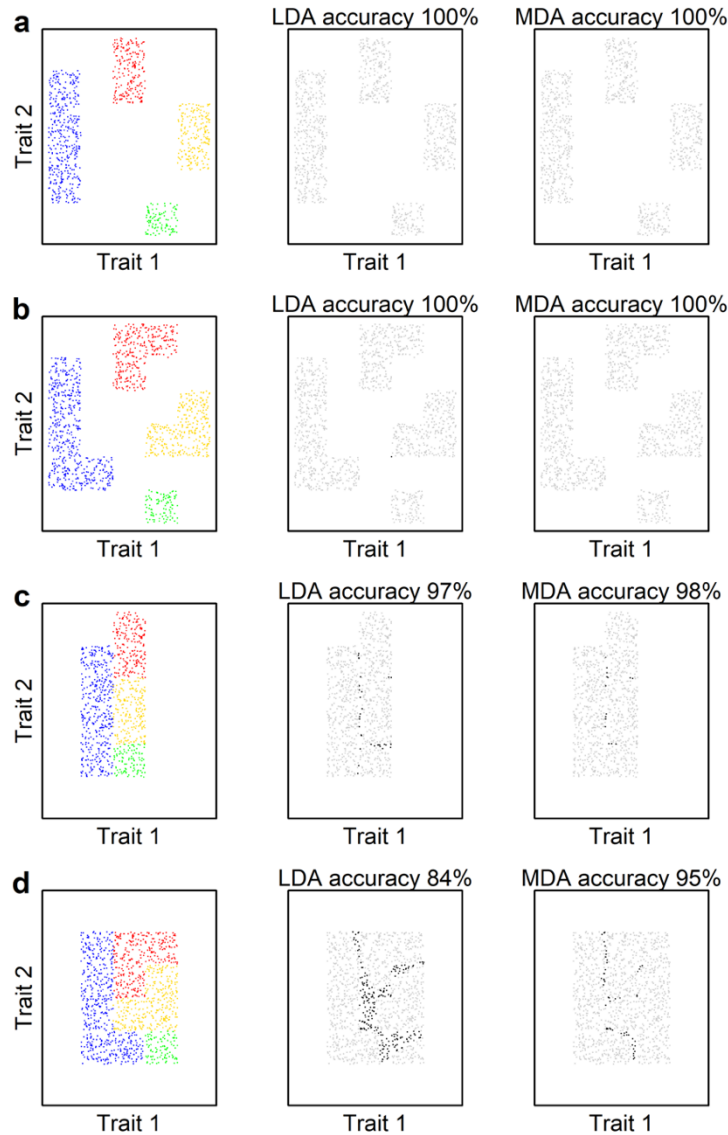 a
LDA accuracy 100%
MDA accuracy 100%
Trait 2
Trait 1
Trait 1
Trait 1
b
LDA accuracy 100%
MDA accuracy 100%
Trait 2
Trait 1
Trait 1
Trait 1
c
LDA accuracy 97%
MDA accuracy 98%
Trait 2
Trait 1
Trait 1
Trait 1
d
LDA accuracy 84%
MDA accuracy 95%
Trait 2
Trait 1
Trait 1
Trait 1